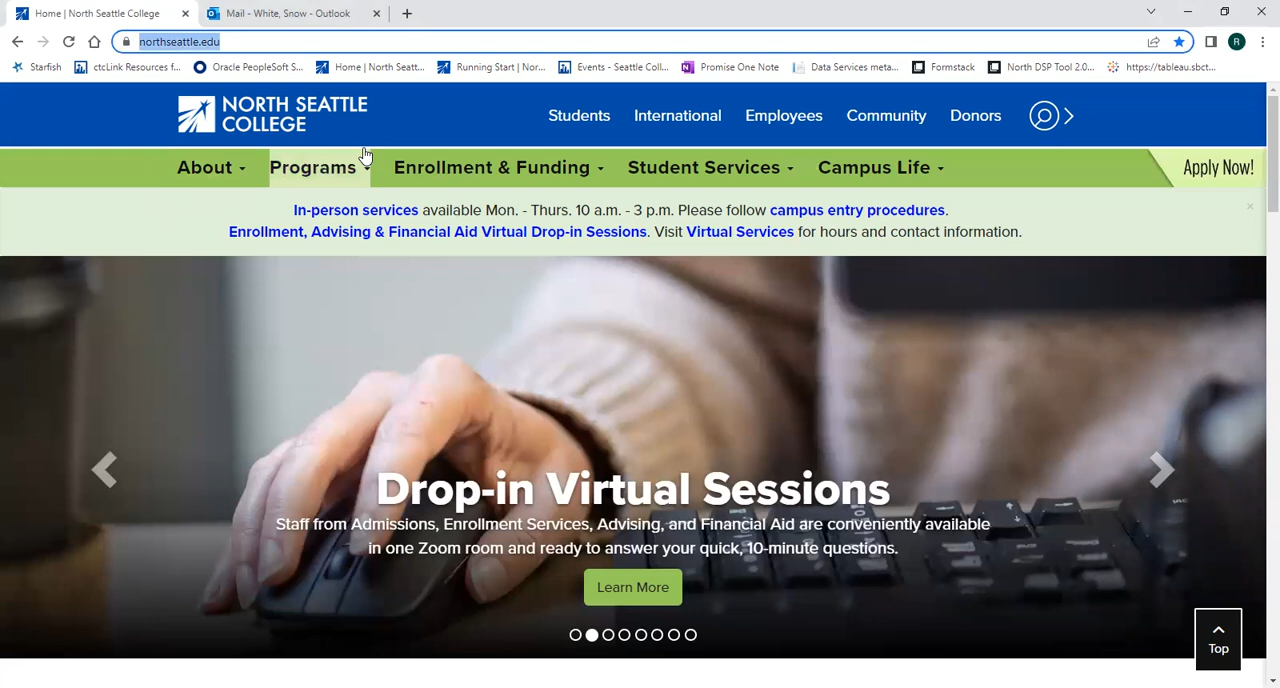 Home | North Seattle College
Mail - White, Snow - Outlook
northseattle.edu
R
Starfish
ctcLink Resources f...
Oracle PeopleSoft S...
Home | North Seatt...
Running Start | Nor...
Events - Seattle Coll...
Promise One Note
Data Services meta...
Formstack
North DSP Tool 2.0...
https://tableau.sbct...
NORTH SEATTLE
COLLEGE
Students
International
Employees
Community
Donors
About
Programs
Enrollment & Funding
Student Services
Campus Life
Apply Now!
In-person services available Mon. - Thurs. 10 a.m. - 3 p.m. Please follow campus entry procedures.
Enrollment, Advising & Financial Aid Virtual Drop-in Sessions. Visit Virtual Services for hours and contact information.
Drop-in Virtual Sessions
Staff from Admissions, Enrollment Services, Advising, and Financial Aid are conveniently available
in one Zoom room and ready to answer your quick, 10-minute questions.
Learn More
Top